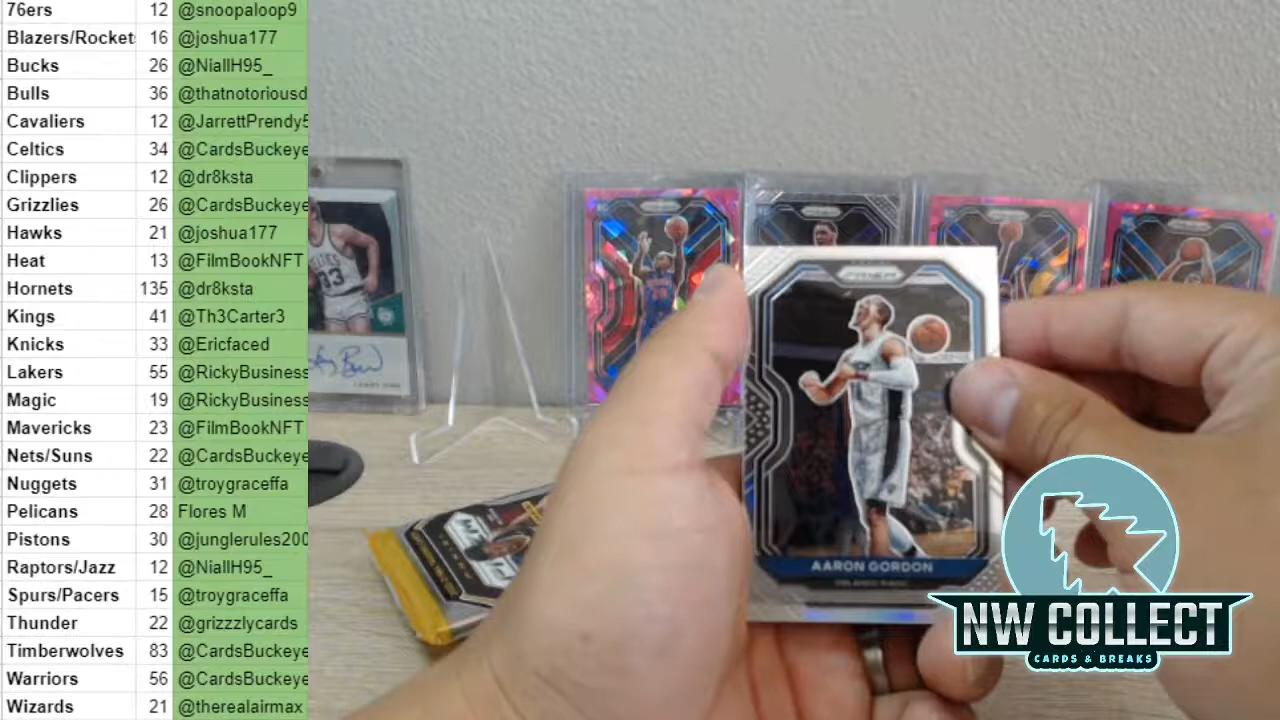 76ers 12 @snoopaloop9
Blazers/Rocket 16 @joshua177
Bucks 26 @NiallH95_
Bulls 36 @thatnotoriousd
Cavaliers 12 @JarrettPrendy5
Celtics 34 @CardsBuckeye
Clippers 12 @dr8ksta
Grizzlies 26 @CardsBuckeye
Hawks 21 @joshua177
Heat 13 @FilmBookNFT
Hornets 135 @dr8ksta
Kings 41 @Th3Carter3
Knicks 33 @Ericfaced
Lakers 55 @RickyBusiness
Magic 19 @RickyBusiness
Mavericks 23 @FilmBookNFT
Nets/Suns 22 @CardsBuckeye
Nuggets 31 @troygraceffa
Pelicans 28 Flores M
Pistons 30 @junglerules200
Raptors/Jazz 12 @NiallH95_
Spurs/Pacers 15 @troygraceffa
Thunder 22 @grizzzlycards
Timberwolves 83 @CardsBuckeye
Warriors 56 @CardsBuckeye
Wizards 21 @therealairmax
33
PRIZM
AARON GORDON
ORLANDO MAGIC
NW COLLECT
CARDS & BREAKS